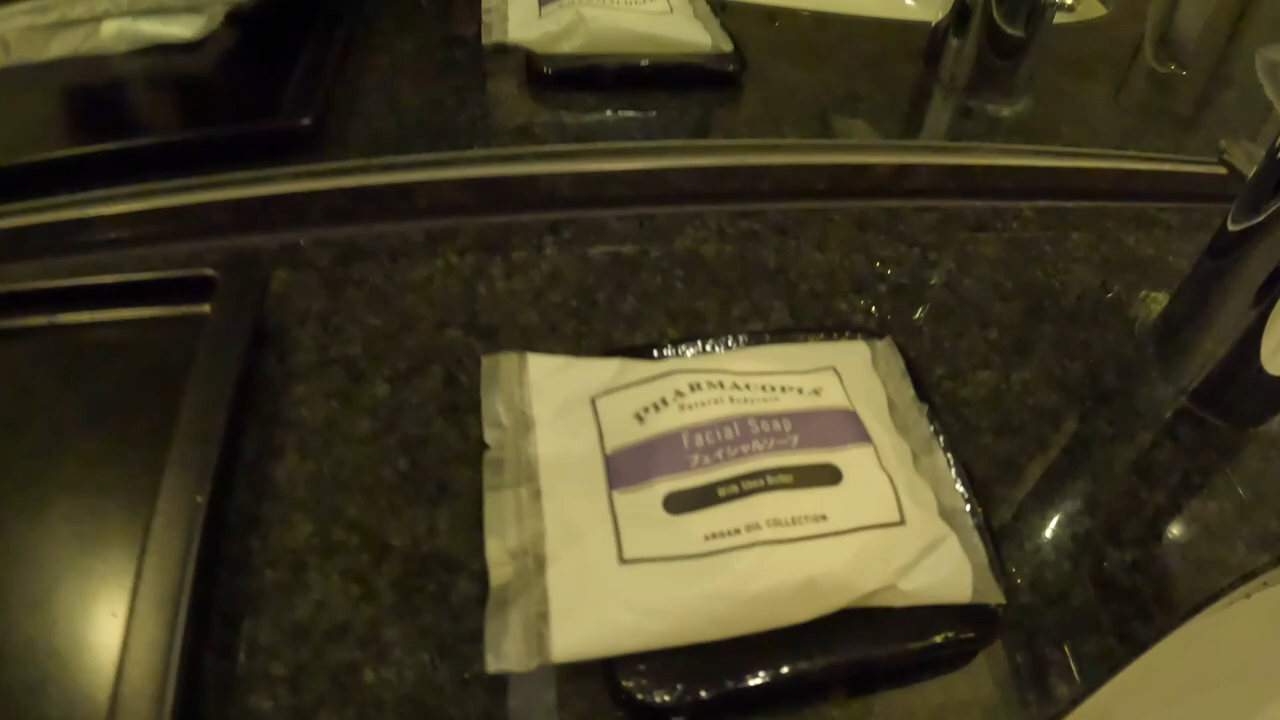 PHARMACOPIA
Natural Bodycare
Facial Soap
フェイシャルソープ
With Shea Butter
ARGAN OIL COLLECTION